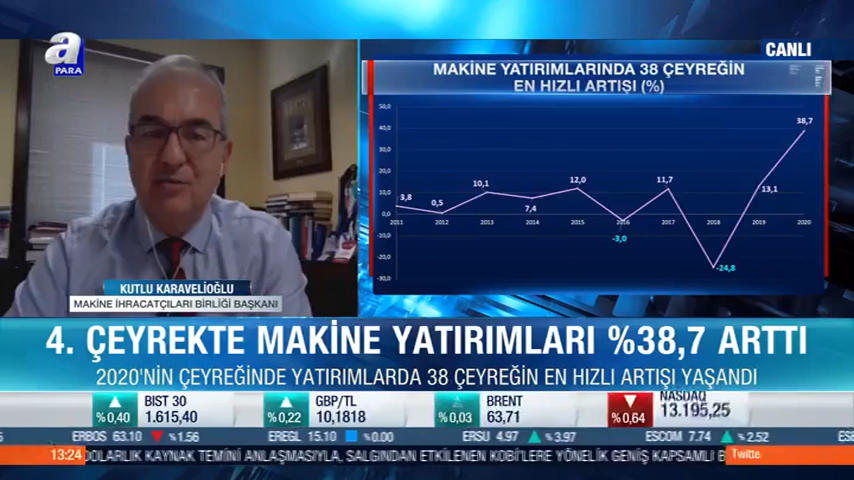 a
PARA
CANLI
MAKİNE YATIRIMLARINDA 38 ÇEYREĞİN
EN HIZLI ARTIŞI (%)
50,0
40,0
30,0
20,0
10,0
0,0
-10,0
-20,0
-30,0
3,8
0,5
10,1
7,4
12,0
-3,0
11,7
-24,8
13,1
38,7
2011 2012 2013 2014 2015 2016 2017 2018 2019 2020
KUTLU KARAVELİOĞLU
MAKİNE İHRACATÇILARI BİRLİĞİ BAŞKANI
4. ÇEYREKTE MAKİNE YATIRIMLARI %38,7 ARTTI
2020'NİN ÇEYREĞİNDE YATIRIMLARDA 38 ÇEYREĞİN EN HIZLI ARTIŞI YAŞANDI
%0,40 BIST 30 1.615,40
%0,22 GBP/TL 10,1818
%0,03 BRENT 63,71
%0,64 NASDAQ 13.195,25
ERBOS 63.10 %1.56 EREGL 15.10 %0.00 ERSU 4.97 %3.97 ESCOM 7.74 %2.52 ESE
13:24 DOLARLIK KAYNAK TEMİNİ ANLAŞMASIYLA, SALGINDAN ETKİLENEN KOBİ'LERE YÖNELİK GENİŞ KAPSAMLI B Twitte